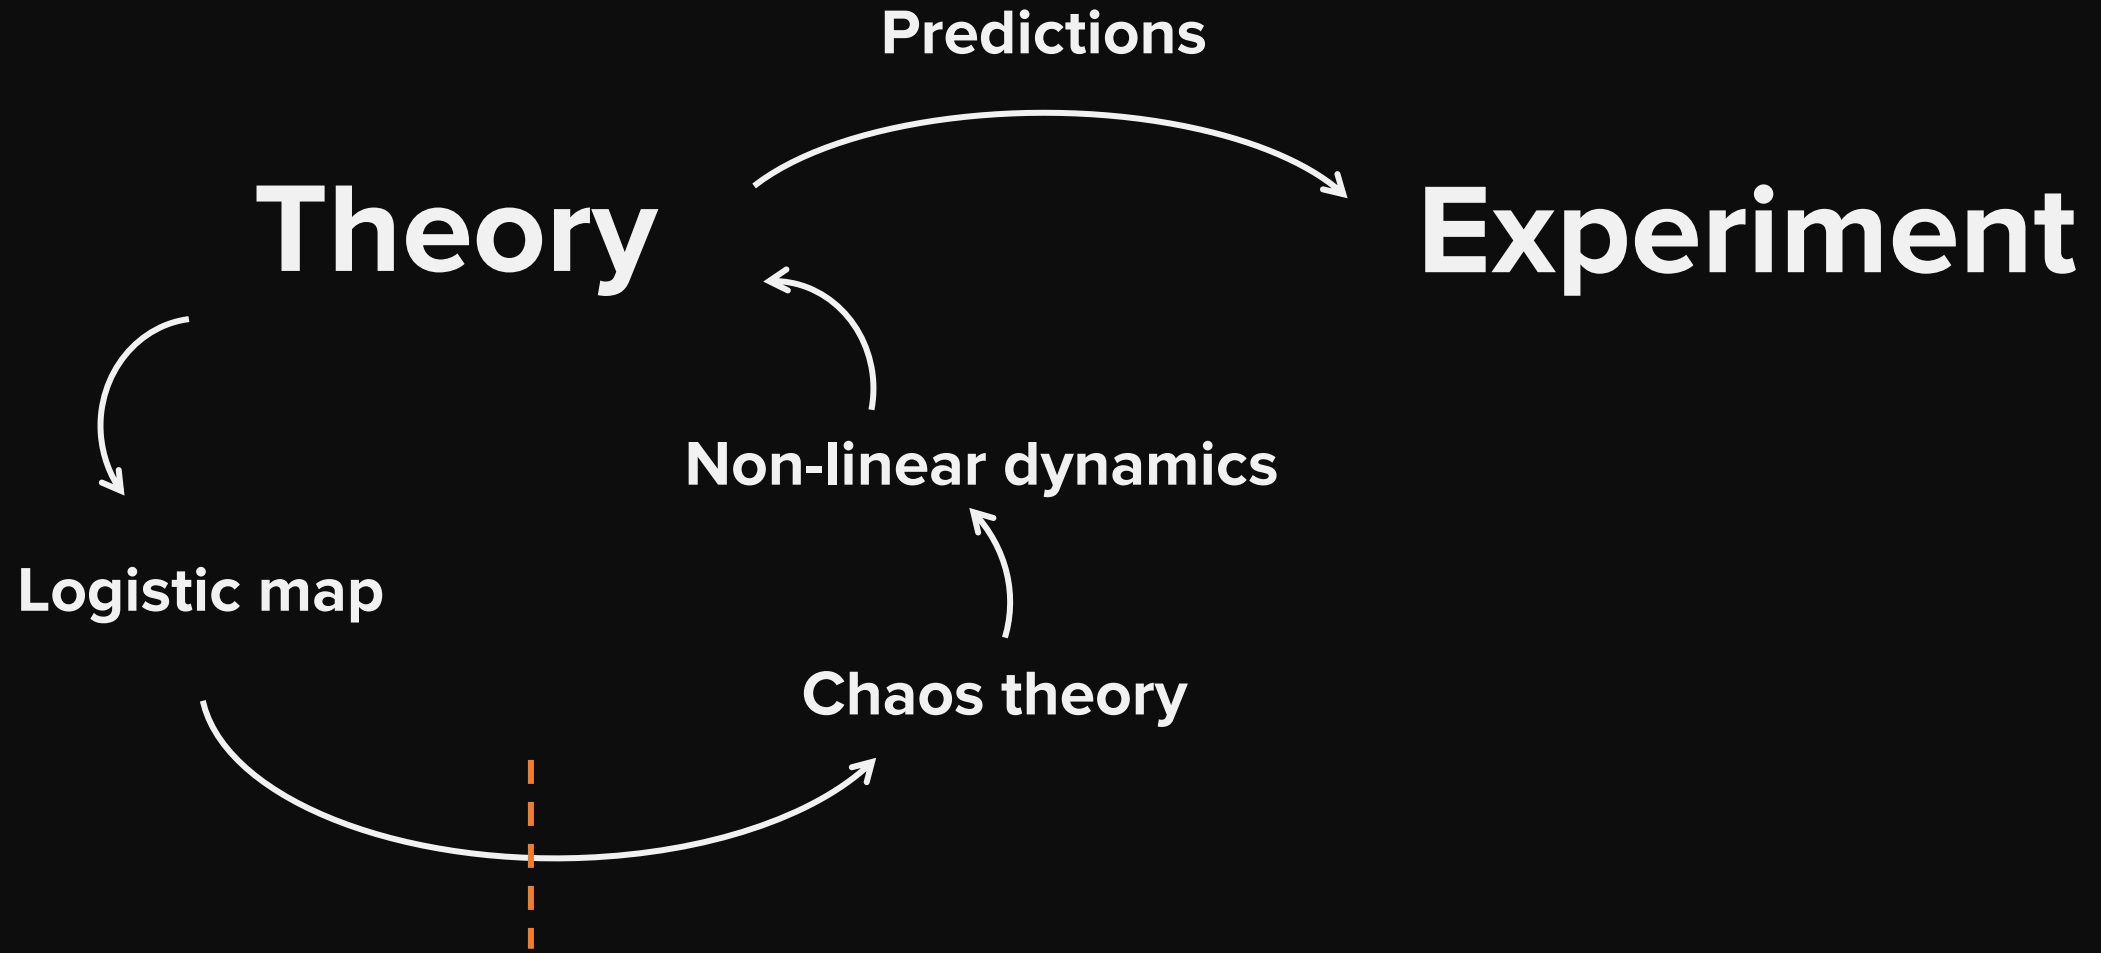 Predictions
Theory
Experiment
Non-linear dynamics
Logistic map
Chaos theory